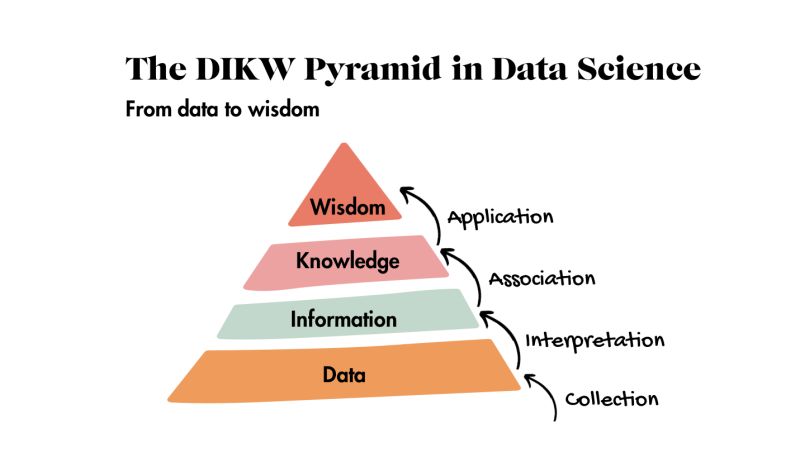 The DIKW Pyramid in Data Science
From data to wisdom
Wisdom
Application
Knowledge
Association
Information
Interpretation
Data
Collection